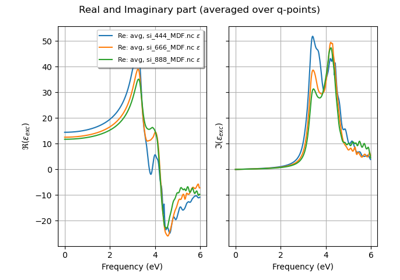 Real and Imaginary part (averaged over q-points)
Re: avg, si_444_MDF.nc ε
Re: avg, si_666_MDF.nc ε
Re: avg, si_888_MDF.nc ε
ℜ(ε_exc)
50
40
30
20
10
0
−10
−20
0 2 4 6
Frequency (eV)
ℑ(ε_exc)
0 2 4 6
Frequency (eV)